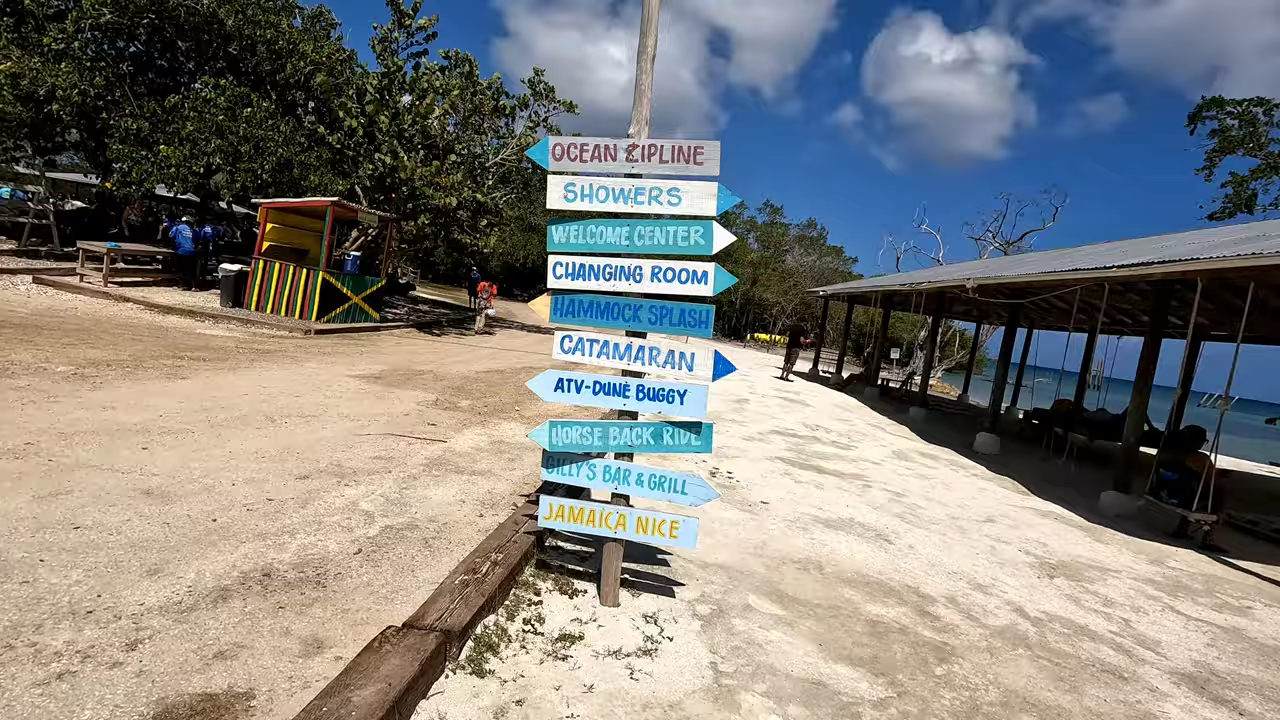 OCEAN ZIPLINE
SHOWERS
WELCOME CENTER
CHANGING ROOM
HAMMOCK SPLASH
CATAMARAN
ATV-DUNE BUGGY
HORSE BACK RIDE
GILLY'S BAR & GRILL
JAMAICA NICE